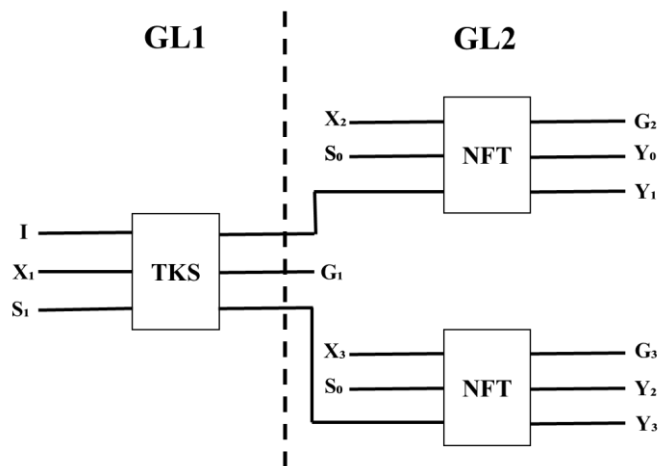 GL1 GL2
X₂ G₂
S₀ NFT Y₀
Y₁
I
X₁ TKS G₁
S₁
X₃ G₃
S₀ NFT Y₂
Y₃